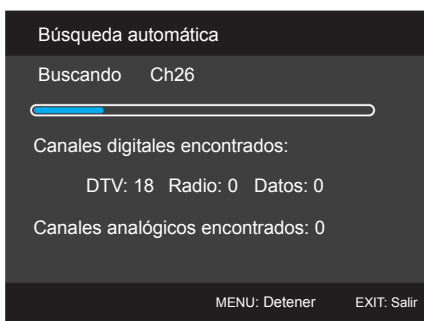 Búsqueda automática
Buscando Ch26
Canales digitales encontrados:
DTV: 18 Radio: 0 Datos: 0
Canales analógicos encontrados: 0
MENU: Detener EXIT: Salir